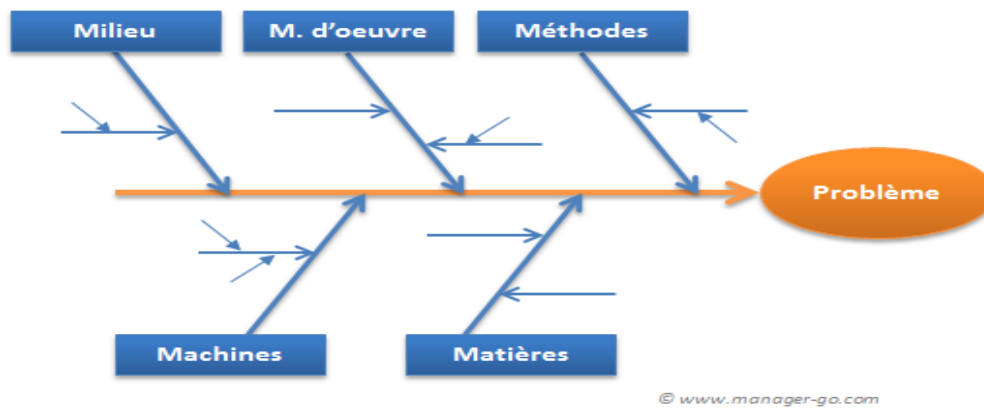 Milieu
M. d'oeuvre
Méthodes
Problème
Machines
Matières
© www.manager-go.com